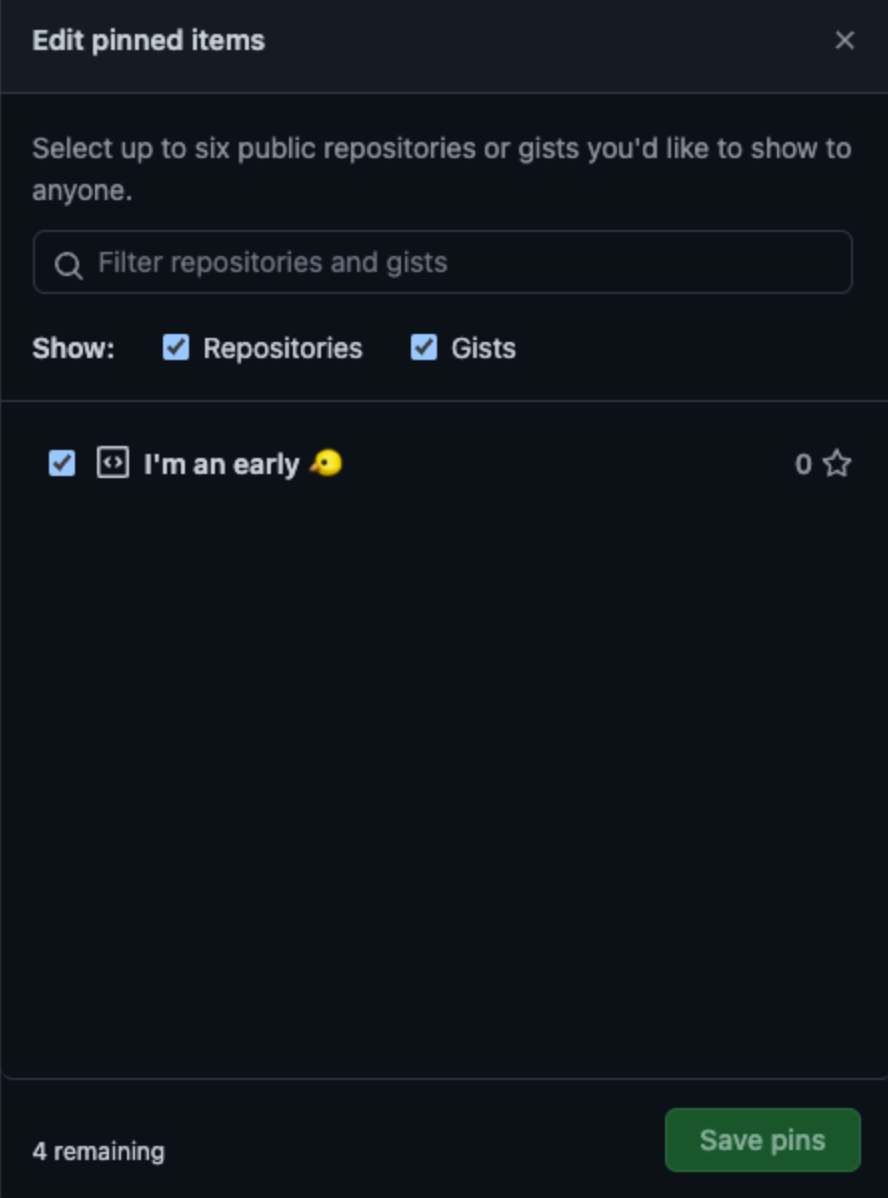 Edit pinned items
Select up to six public repositories or gists you'd like to show to
anyone.
Filter repositories and gists
Show: Repositories Gists
I'm an early 🐤 0
4 remaining
Save pins